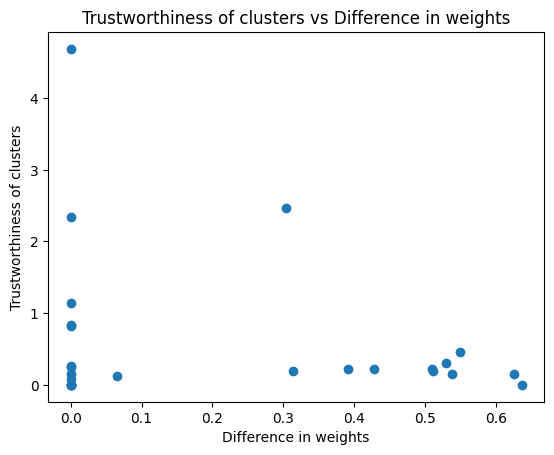 Trustworthiness of clusters vs Difference in weights
Trustworthiness of clusters
4
3
2
1
0
0.0 0.1 0.2 0.3 0.4 0.5 0.6
Difference in weights